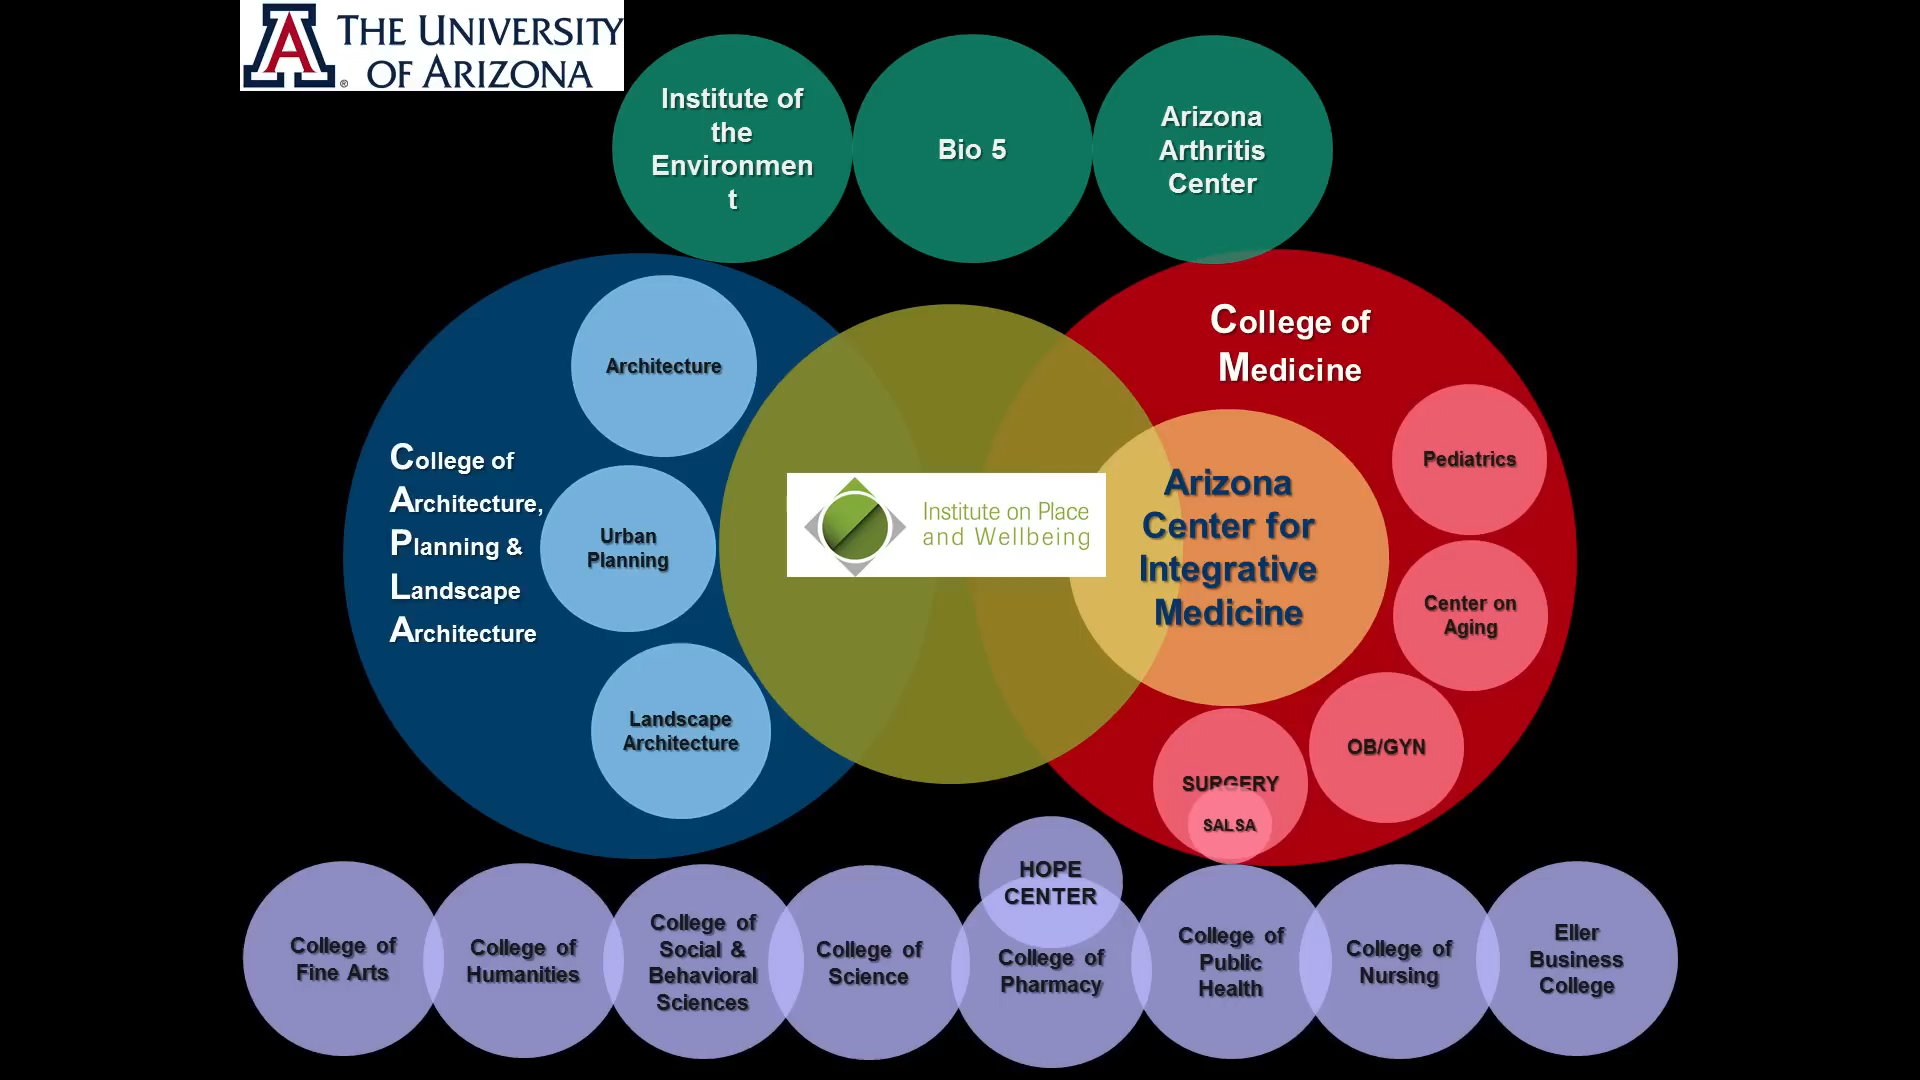 THE UNIVERSITY
OF ARIZONA
A
®
Institute of
the
Environmen
t
Bio 5
Arizona
Arthritis
Center
College of
Architecture,
Planning &
Landscape
Architecture
Architecture
Urban
Planning
Landscape
Architecture
Institute on Place
and Wellbeing
College of
Medicine
Arizona
Center for
Integrative
Medicine
Pediatrics
Center on
Aging
OB/GYN
SURGERY
SALSA
HOPE
CENTER
College of
Fine Arts
College of
Humanities
College of
Social &
Behavioral
Sciences
College of
Science
College of
Pharmacy
College of
Public
Health
College of
Nursing
Eller
Business
College